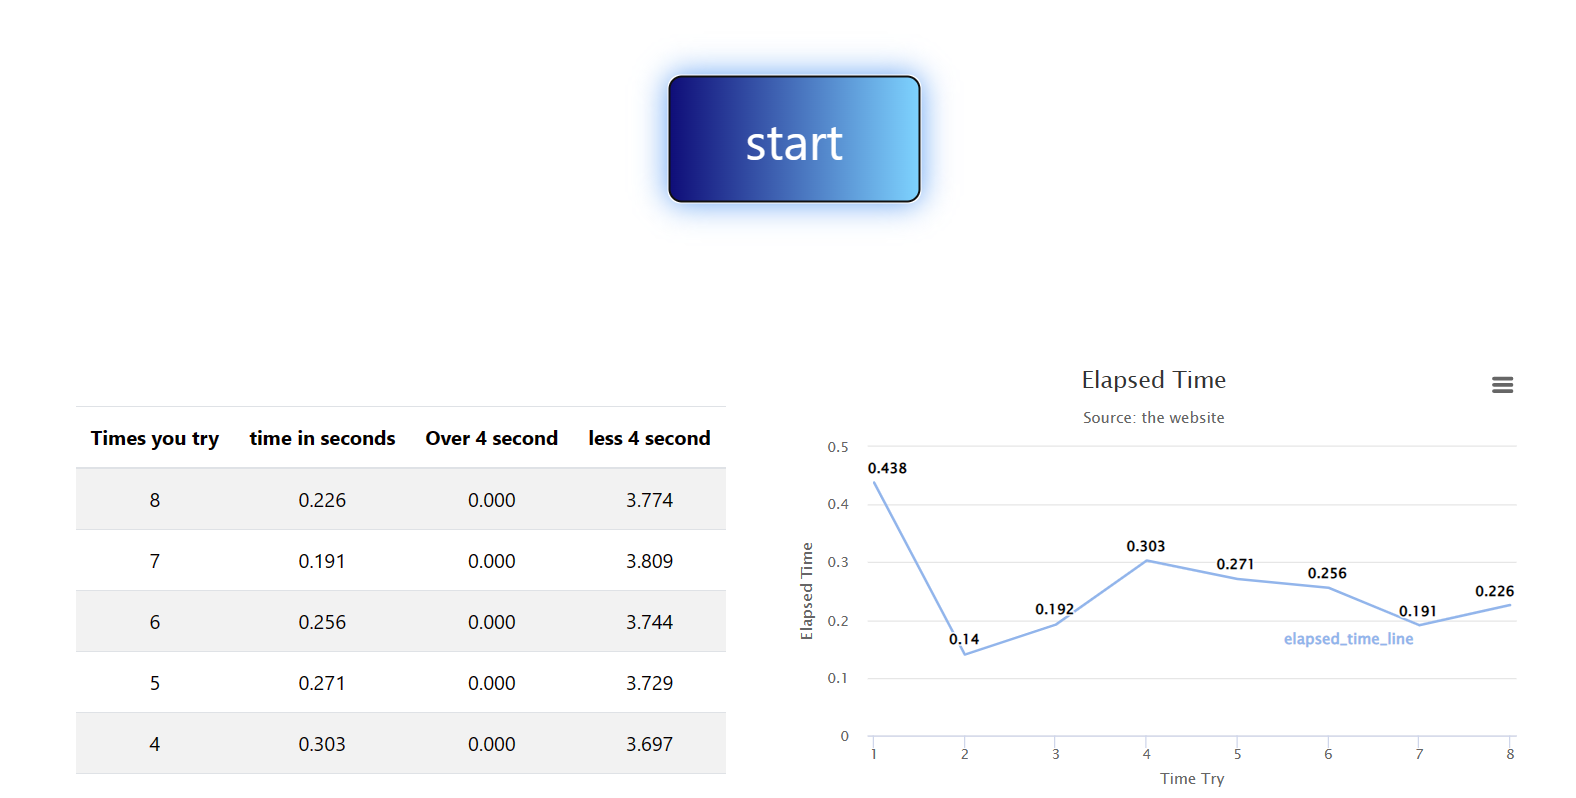 start
Times you try time in seconds Over 4 second less 4 second
8 0.226 0.000 3.774
7 0.191 0.000 3.809
6 0.256 0.000 3.744
5 0.271 0.000 3.729
4 0.303 0.000 3.697
Elapsed Time
Source: the website
Elapsed Time
0.5
0.4
0.3
0.2
0.1
0
0.438
0.14
0.192
0.303
0.271
0.256
0.191
0.226
elapsed_time_line
1 2 3 4 5 6 7 8
Time Try